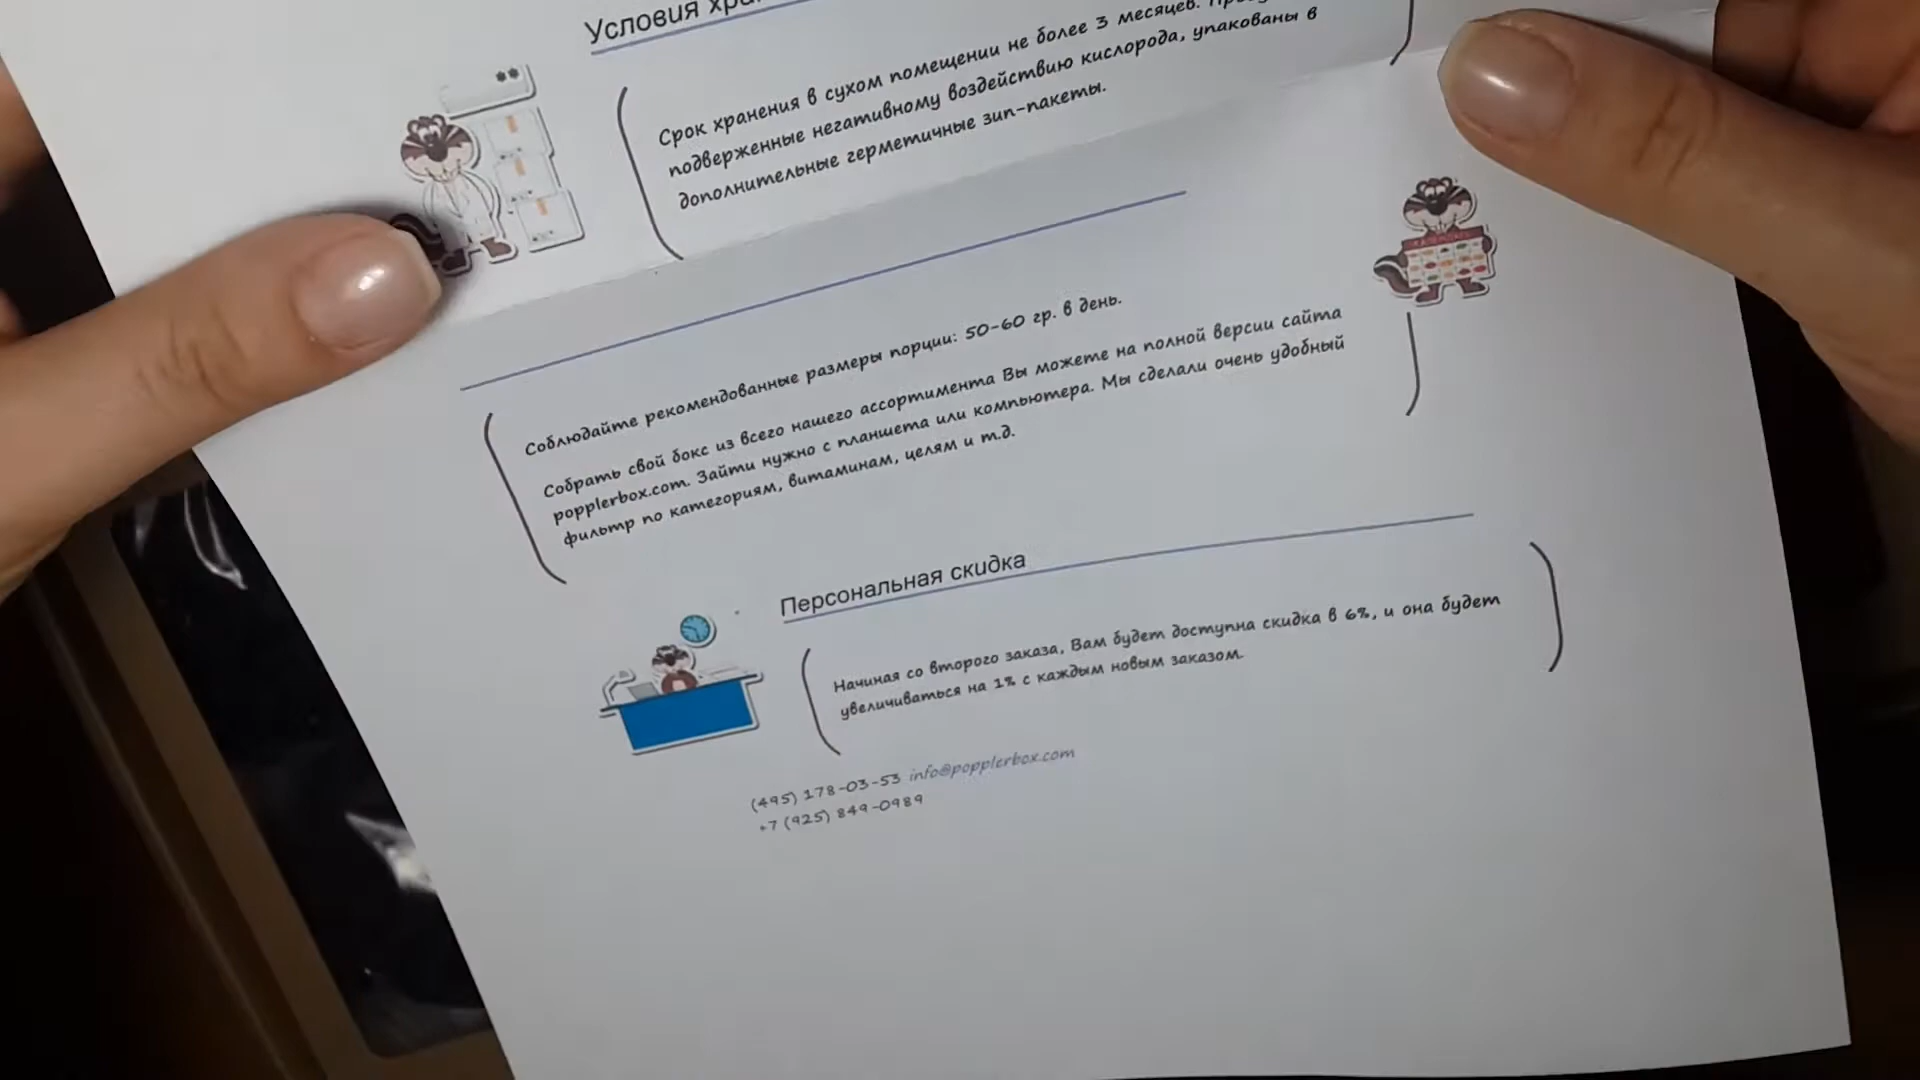 Условия
Срок хранения в сухом помещении не более 3 месяцев.
подверженные негативному воздействию кислорода, упакованы в
дополнительные герметичные зип-пакеты.
Соблюдайте рекомендованные размеры порции: 50-60 гр. в день.
Собрать свой бокс из всего нашего ассортимента Вы можете на полной версии сайта
popplerbox.com. Зайти нужно с планшета или компьютера. Мы сделали очень удобный
фильтр по категориям, витаминам, целям и т.д.
Персональная скидка
Начиная со второго заказа, Вам будет доступна скидка в 6%, и она будет
увеличиваться на 1% с каждым новым заказом.
(495) 178-03-53 info@popplerbox.com
+7 (925) 849-0989